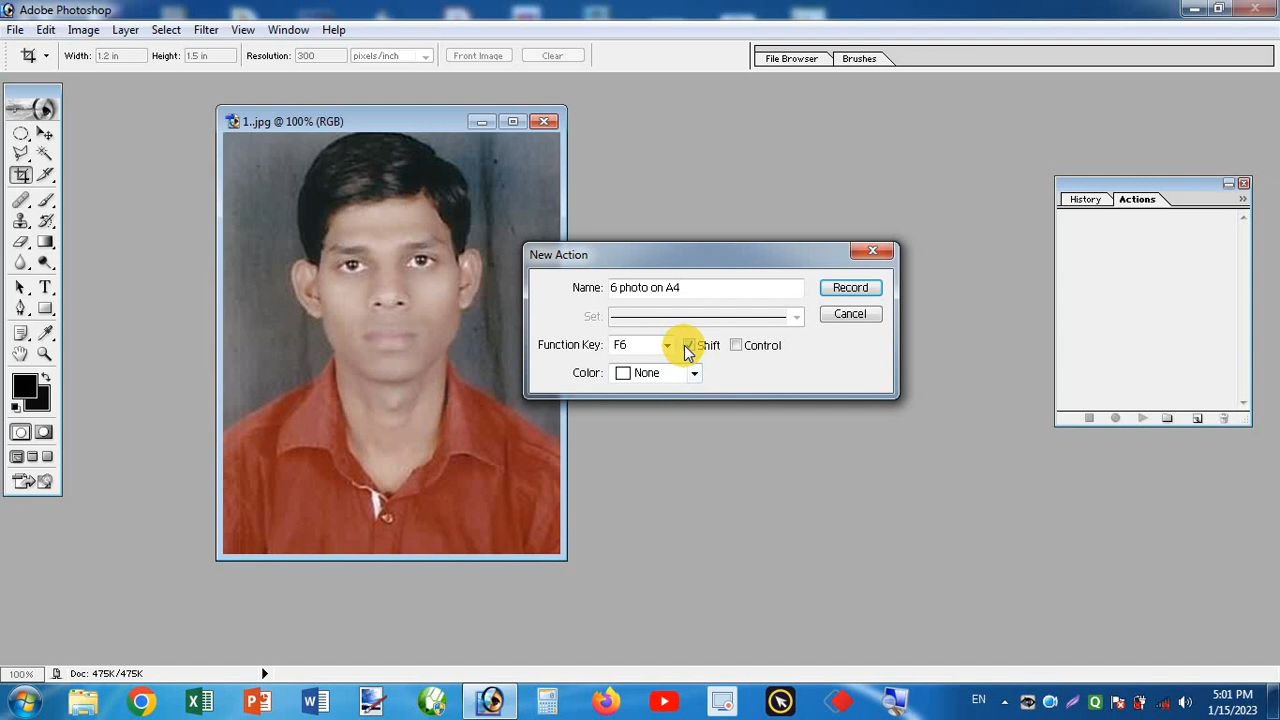 Adobe Photoshop
File Edit Image Layer Select Filter View Window Help
Width: 1.2 in Height: 1.5 in Resolution: 300 pixels/inch Front Image Clear File Browser Brushes
1..jpg @ 100% (RGB)
History Actions
New Action
Name: 6 photo on A4 Record
Set: Cancel
Function Key: F6 Shift Control
Color: None
100% Doc: 475K/475K
EN 5:01 PM
1/15/2023